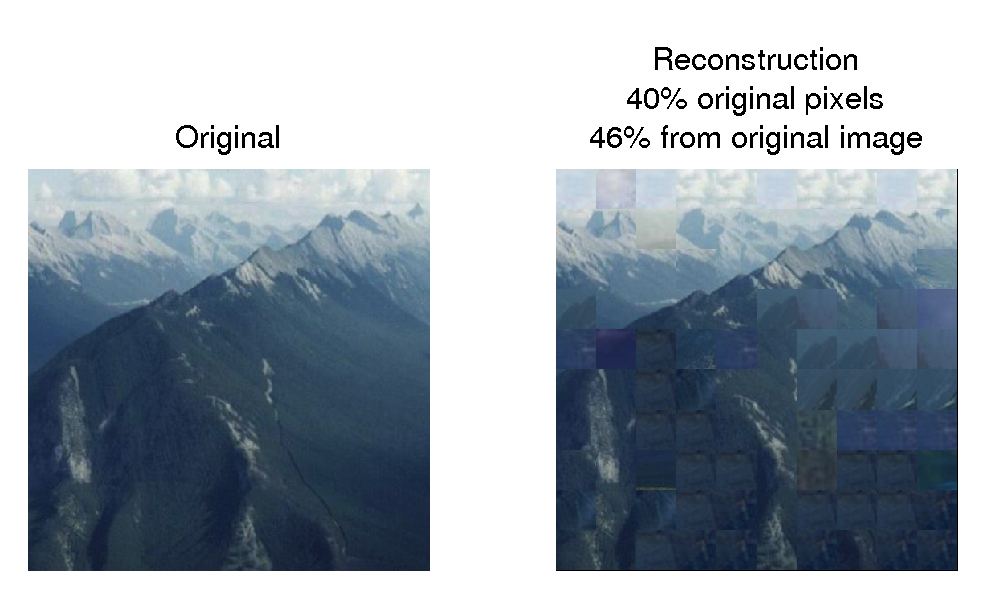 Original
Reconstruction
40% original pixels
46% from original image